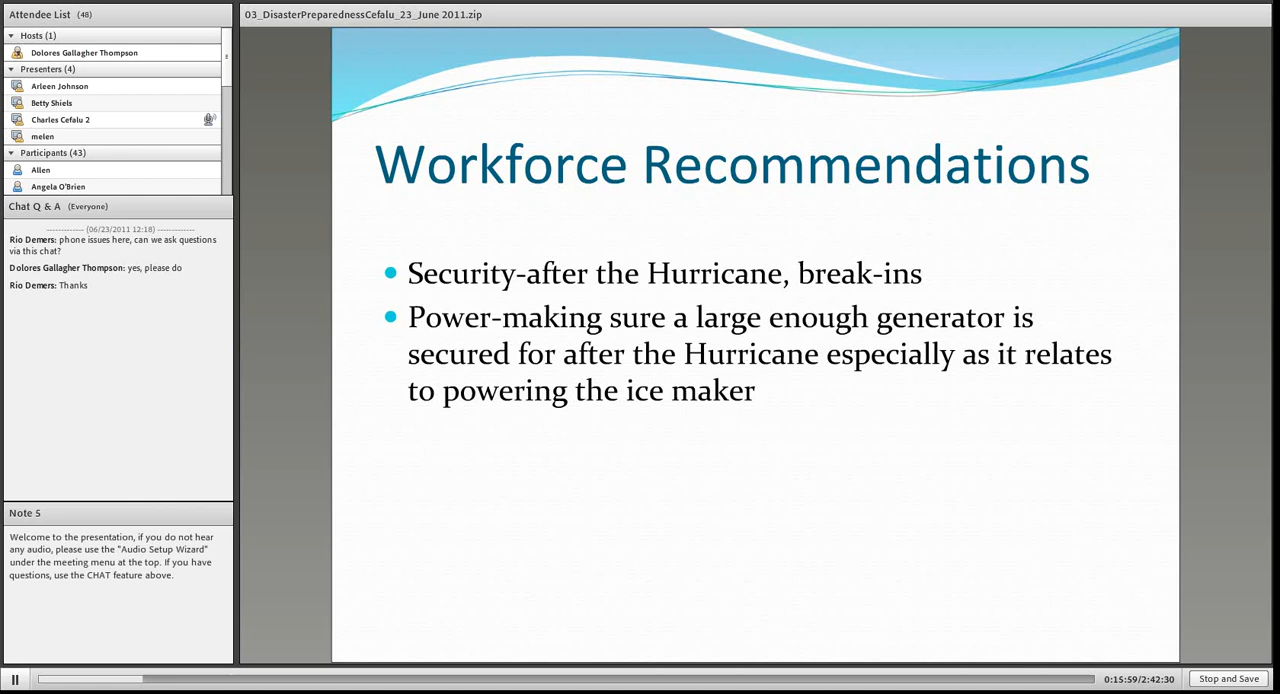 Attendee List (48)
Hosts (1)
Dolores Gallagher Thompson
Presenters (4)
Arleen Johnson
Betty Shiels
Charles Cefalu 2
melen
Participants (43)
Allen
Angela O'Brien
Chat Q & A (Everyone)
------------- (06/23/2011 12:18) -------------
Rio Demers: phone issues here, can we ask questions
via this chat?
Dolores Gallagher Thompson: yes, please do
Rio Demers: Thanks
Note 5
Welcome to the presentation, if you do not hear
any audio, please use the "Audio Setup Wizard"
under the meeting menu at the top. If you have
questions, use the CHAT feature above.
03_DisasterPreparednessCefalu_23_June 2011.zip
Workforce Recommendations
• Security-after the Hurricane, break-ins
• Power-making sure a large enough generator is
secured for after the Hurricane especially as it relates
to powering the ice maker
0:15:59/2:42:30
Stop and Save